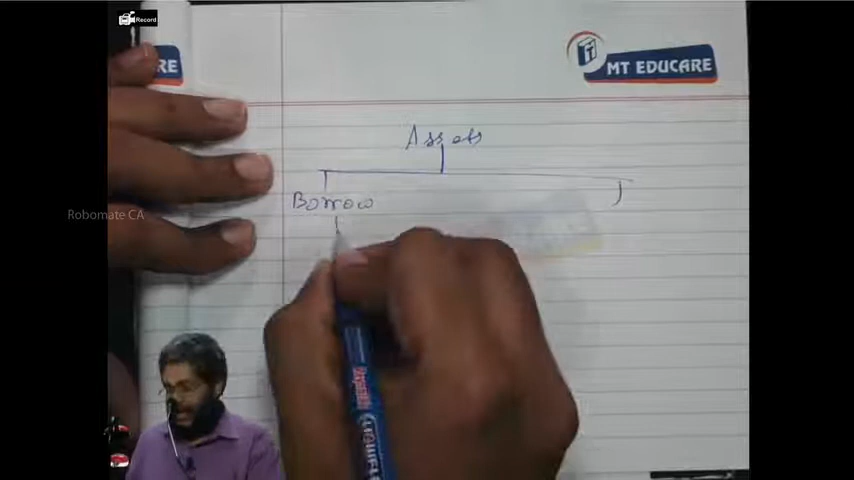 Record
RE
MT EDUCARE
Assets
Borrow
Robomate CA